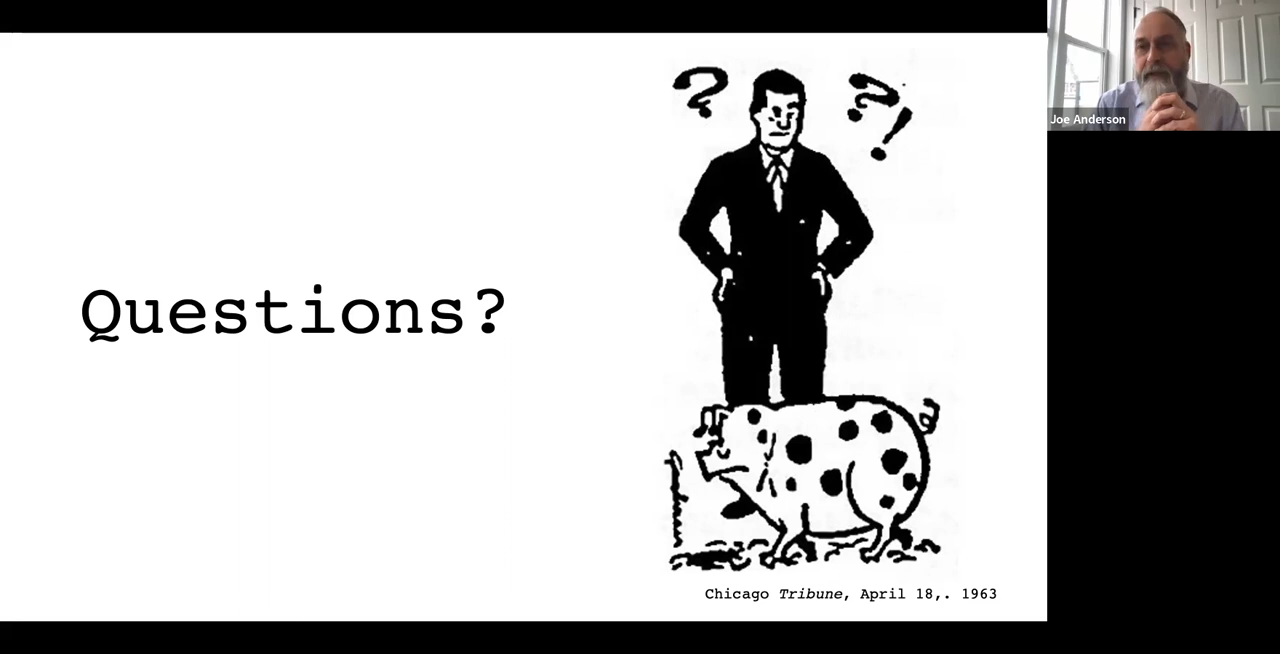 Joe Anderson
? ? !
Questions?
Chicago Tribune, April 18,. 1963